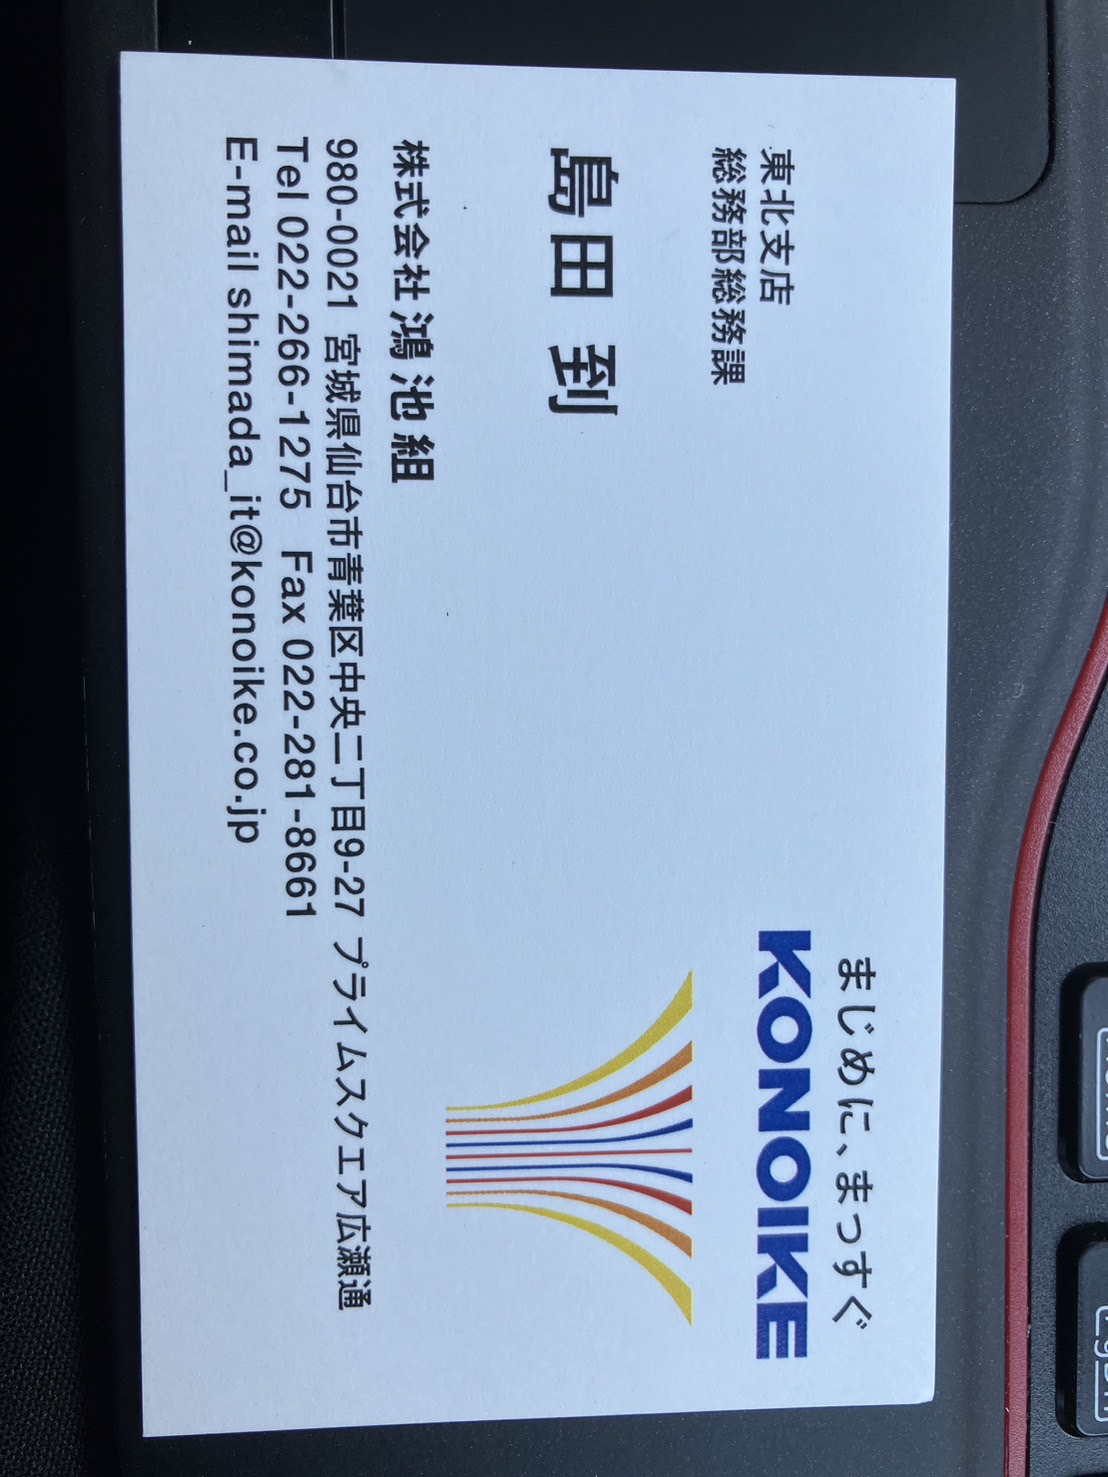 まじめに、まっすぐ
KONOIKE
東北支店
総務部総務課
島田 到
株式会社 鴻池組
980-0021 宮城県仙台市青葉区中央二丁目9-27 プライムスクエア広瀬通
Tel 022-266-1275 Fax 022-281-8661
E-mail shimada_it@konoike.co.jp
PgDn